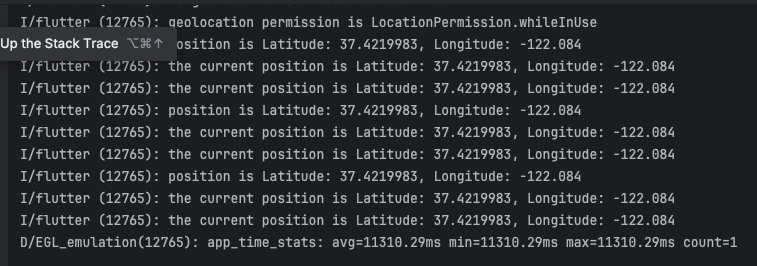 I/flutter (12765): geolocation permission is LocationPermission.whileInUse
Up the Stack Trace ⌥⌘↑
position is Latitude: 37.4219983, Longitude: -122.084
I/flutter (12765): the current position is Latitude: 37.4219983, Longitude: -122.084
I/flutter (12765): the current position is Latitude: 37.4219983, Longitude: -122.084
I/flutter (12765): position is Latitude: 37.4219983, Longitude: -122.084
I/flutter (12765): the current position is Latitude: 37.4219983, Longitude: -122.084
I/flutter (12765): the current position is Latitude: 37.4219983, Longitude: -122.084
I/flutter (12765): position is Latitude: 37.4219983, Longitude: -122.084
I/flutter (12765): the current position is Latitude: 37.4219983, Longitude: -122.084
I/flutter (12765): the current position is Latitude: 37.4219983, Longitude: -122.084
D/EGL_emulation(12765): app_time_stats: avg=11310.29ms min=11310.29ms max=11310.29ms count=1